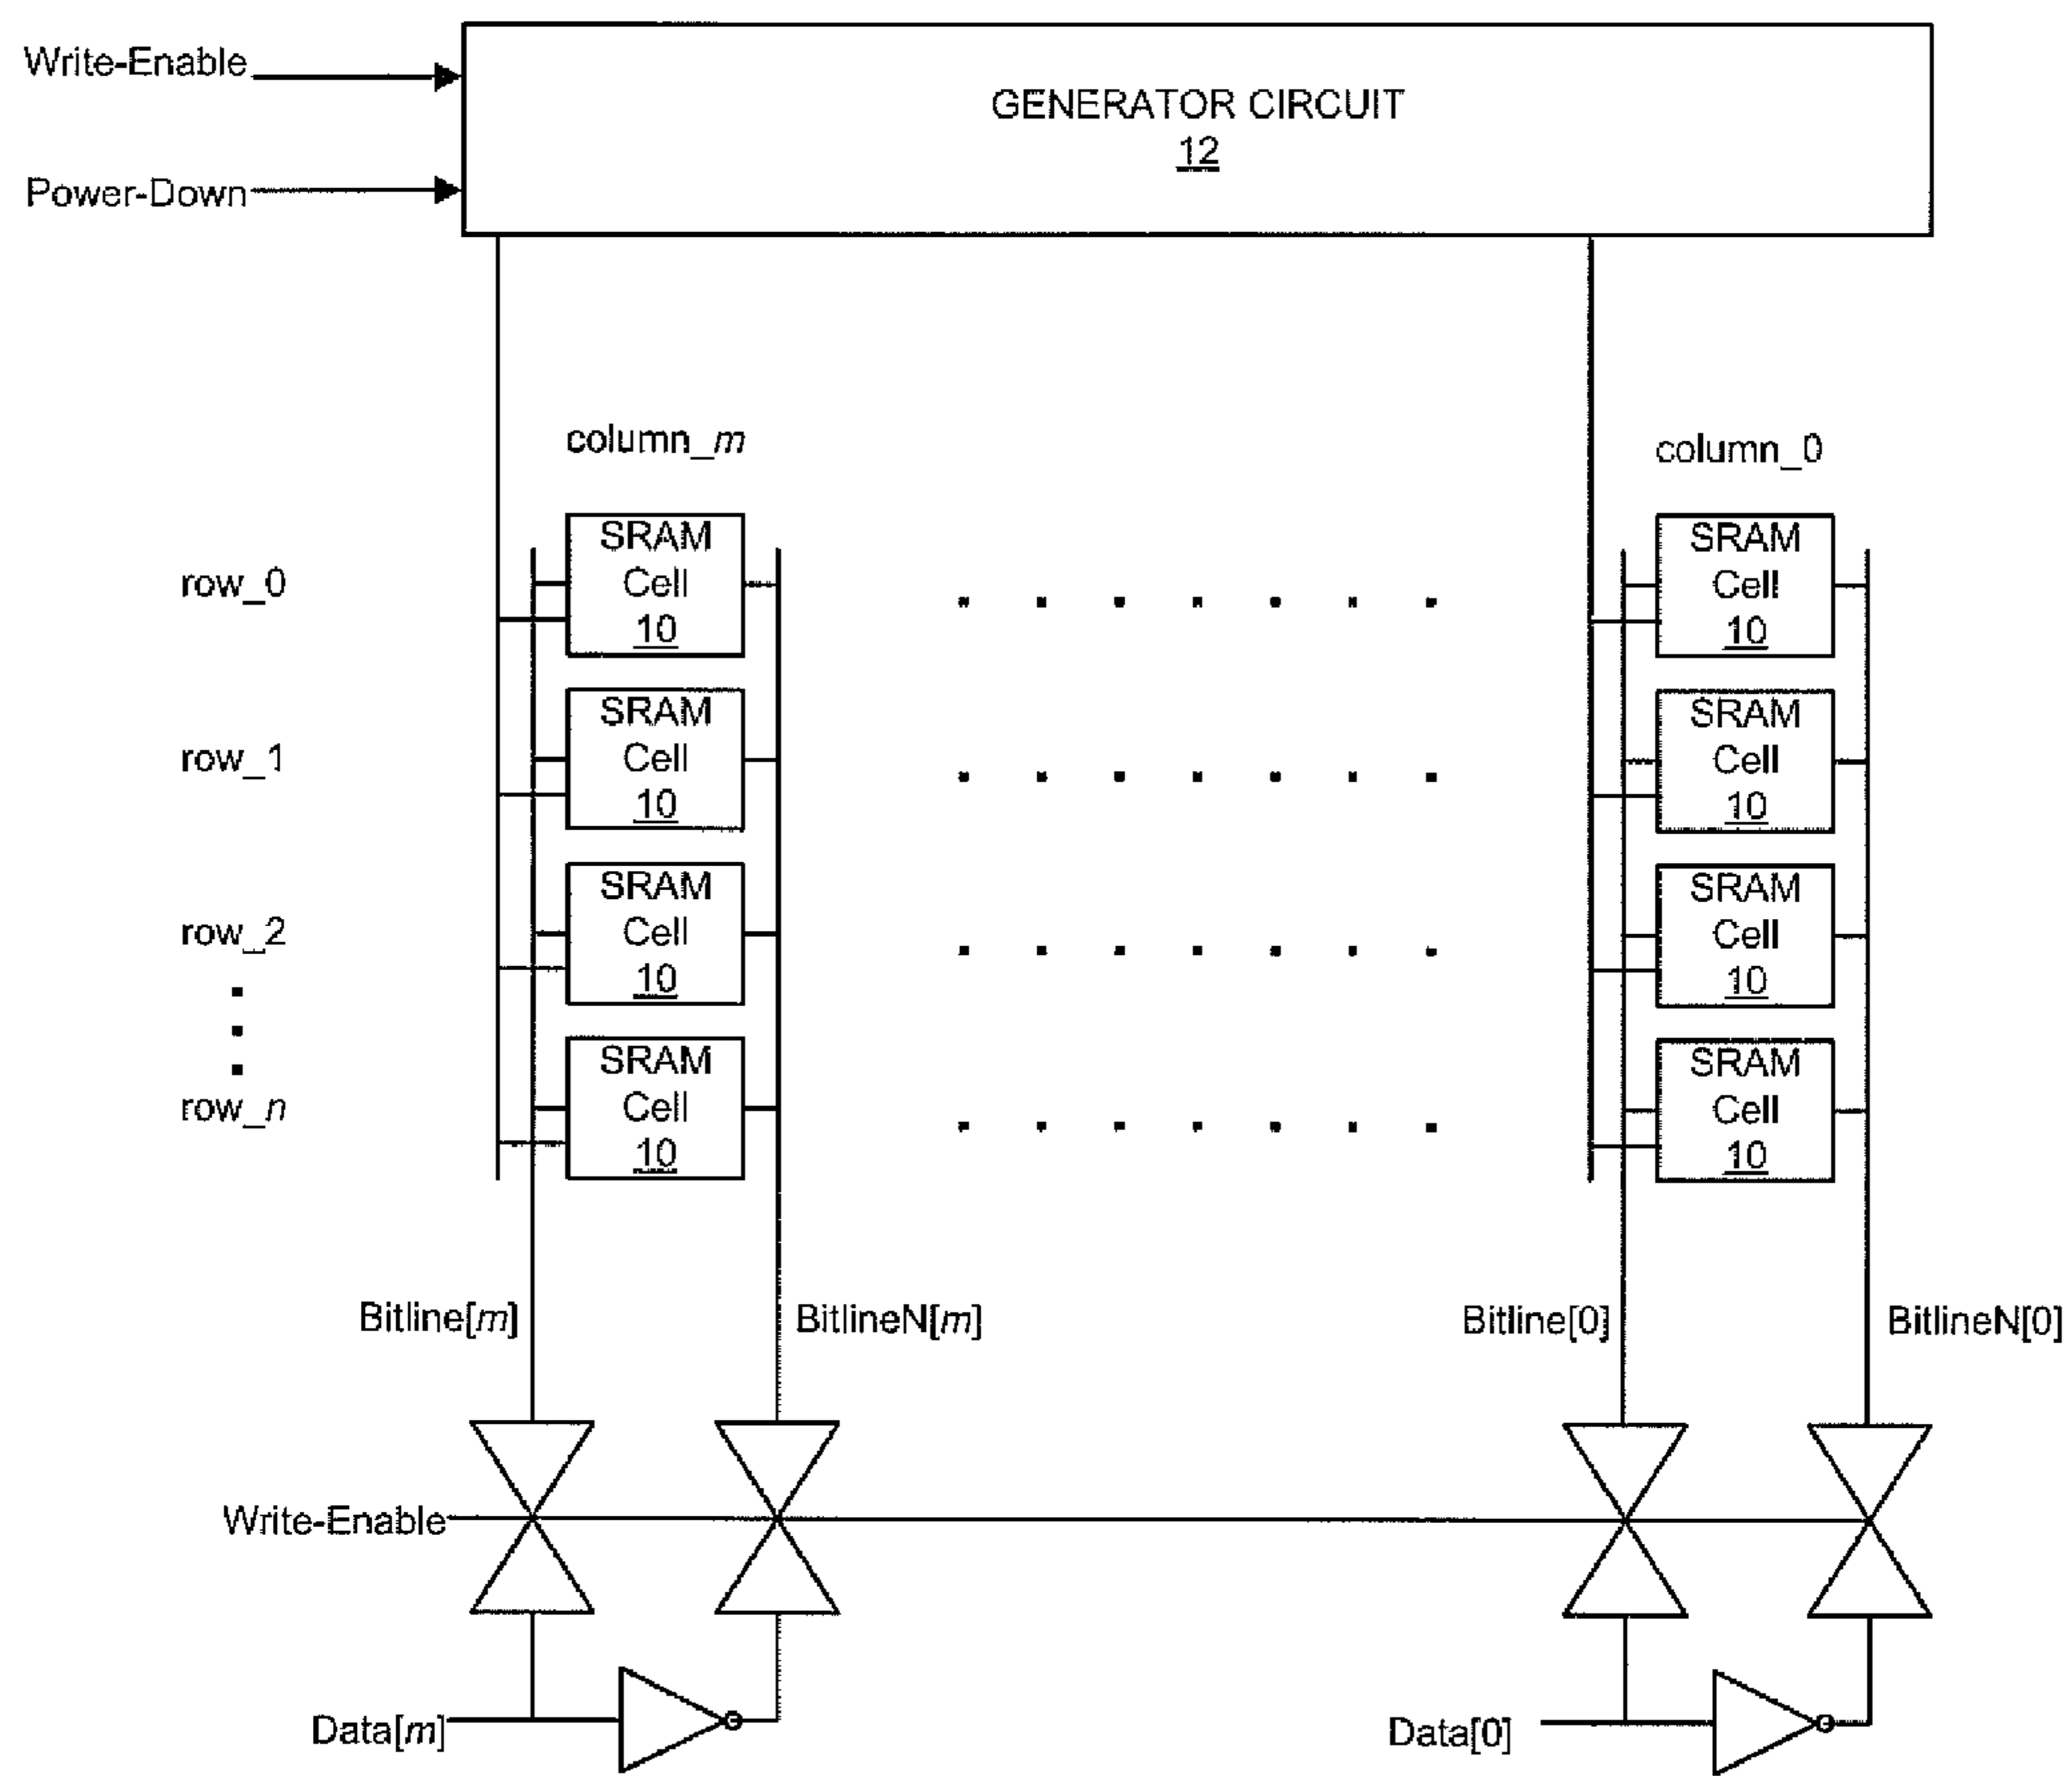 Write-Enable
GENERATOR CIRCUIT
12
Power-Down
column_m
column_0
row_0
SRAM
Cell
10
SRAM
Cell
10
row_1
SRAM
Cell
10
SRAM
Cell
10
row_2
SRAM
Cell
10
SRAM
Cell
10
row_n
SRAM
Cell
10
SRAM
Cell
10
Bitline[m]
BitlineN[m]
Bitline[0]
BitlineN[0]
Write-Enable
Data[m]
Data[0]